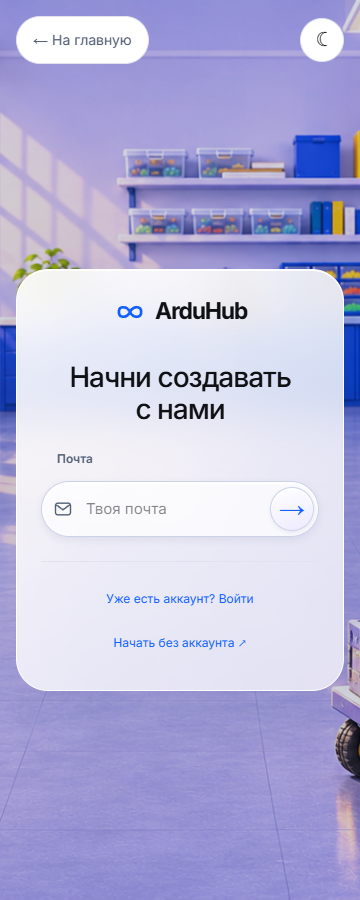 ← На главную
ArduHub
Начни создавать
с нами
Почта
Твоя почта
Уже есть аккаунт? Войти
Начать без аккаунта ↗